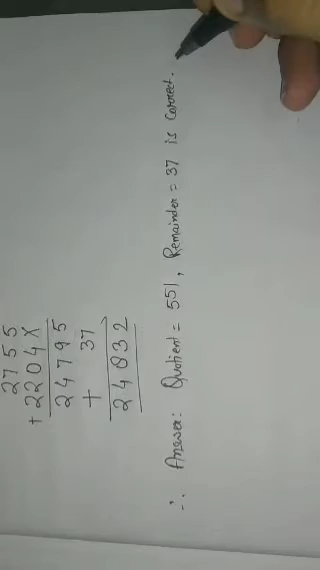 2755
+ 2204X
24795
+ 37
24832
∴ Answer: Quotient = 551, Remainder = 37 is correct.